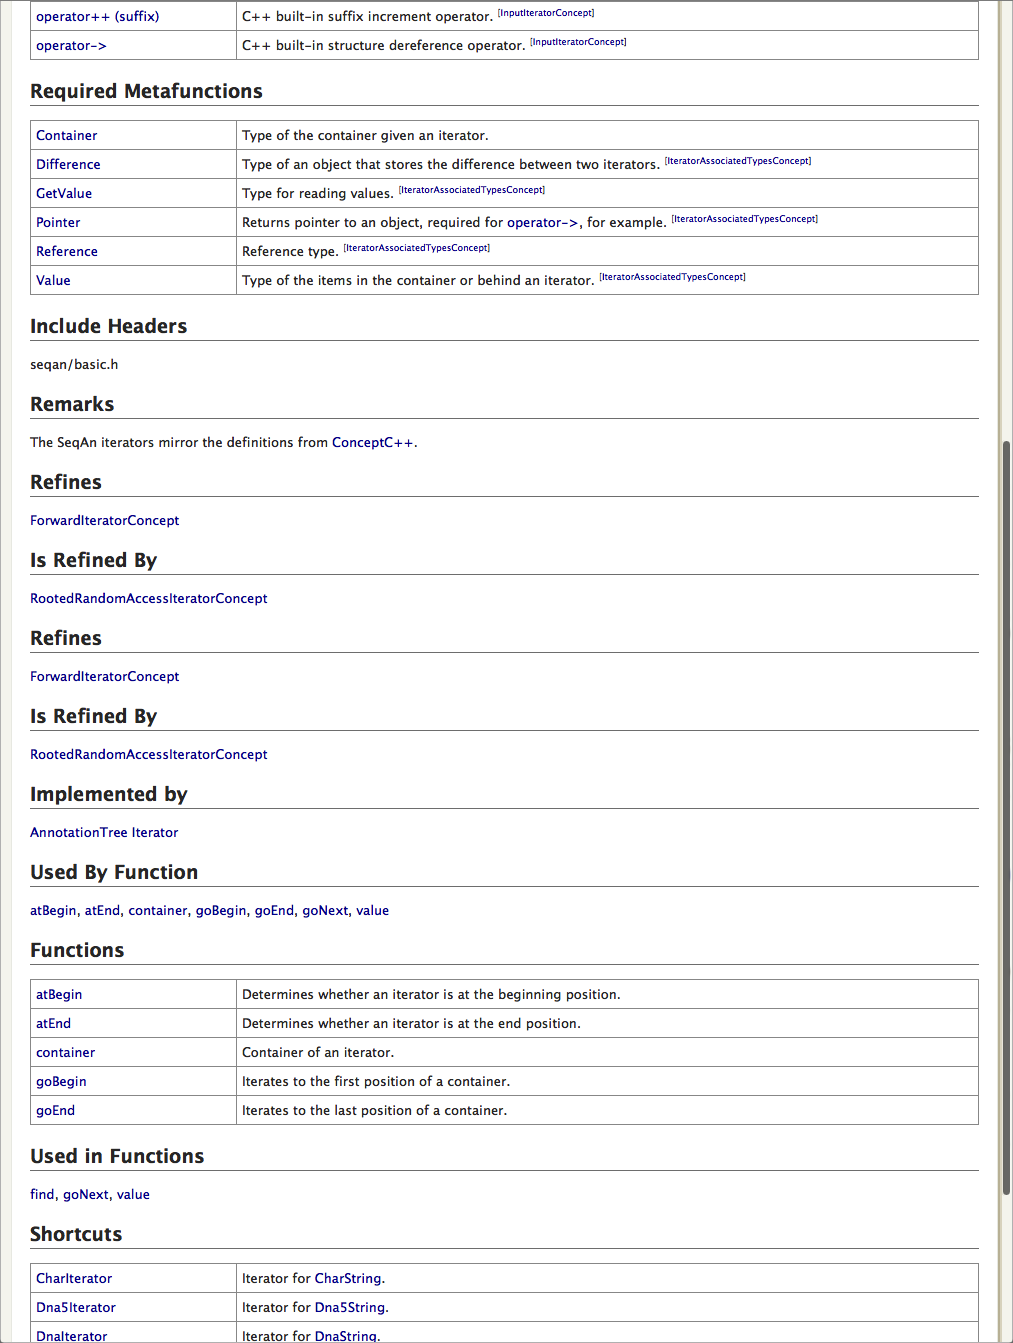 operator++ (suffix) C++ built-in suffix increment operator. [InputIteratorConcept]
operator-> C++ built-in structure dereference operator. [InputIteratorConcept]
Required Metafunctions
Container Type of the container given an iterator.
Difference Type of an object that stores the difference between two iterators. [IteratorAssociatedTypesConcept]
GetValue Type for reading values. [IteratorAssociatedTypesConcept]
Pointer Returns pointer to an object, required for operator->, for example. [IteratorAssociatedTypesConcept]
Reference Reference type. [IteratorAssociatedTypesConcept]
Value Type of the items in the container or behind an iterator. [IteratorAssociatedTypesConcept]
Include Headers
seqan/basic.h
Remarks
The SeqAn iterators mirror the definitions from ConceptC++.
Refines
ForwardIteratorConcept
Is Refined By
RootedRandomAccessIteratorConcept
Refines
ForwardIteratorConcept
Is Refined By
RootedRandomAccessIteratorConcept
Implemented by
AnnotationTree Iterator
Used By Function
atBegin, atEnd, container, goBegin, goEnd, goNext, value
Functions
atBegin Determines whether an iterator is at the beginning position.
atEnd Determines whether an iterator is at the end position.
container Container of an iterator.
goBegin Iterates to the first position of a container.
goEnd Iterates to the last position of a container.
Used in Functions
find, goNext, value
Shortcuts
CharIterator Iterator for CharString.
Dna5Iterator Iterator for Dna5String.
DnaIterator Iterator for DnaString.